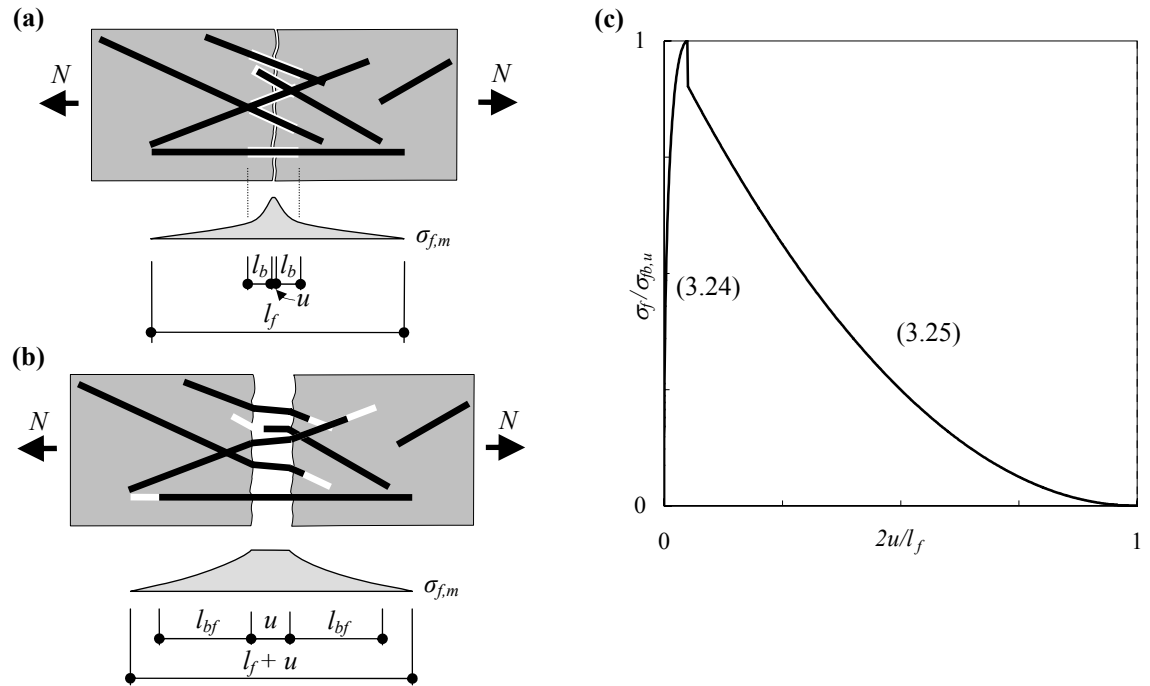 (a)
N
N
σf,m
lb
lb
u
lf
(b)
N
N
σf,m
lbf
u
lbf
lf + u
(c)
1
σf/σfb,u
(3.24)
(3.25)
0
0
2u/lf
1